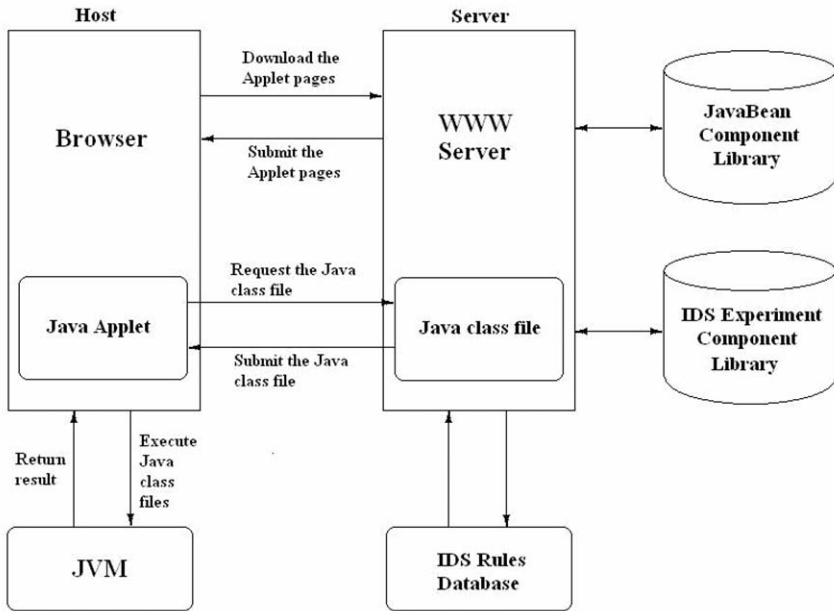 Host
Server
Download the
Applet pages
Browser
WWW
Server
Submit the
Applet pages
JavaBean
Component
Library
Request the Java
class file
Java Applet
Java class file
Submit the Java
class file
IDS Experiment
Component
Library
Return
result
Execute
Java
class
files
JVM
IDS Rules
Database